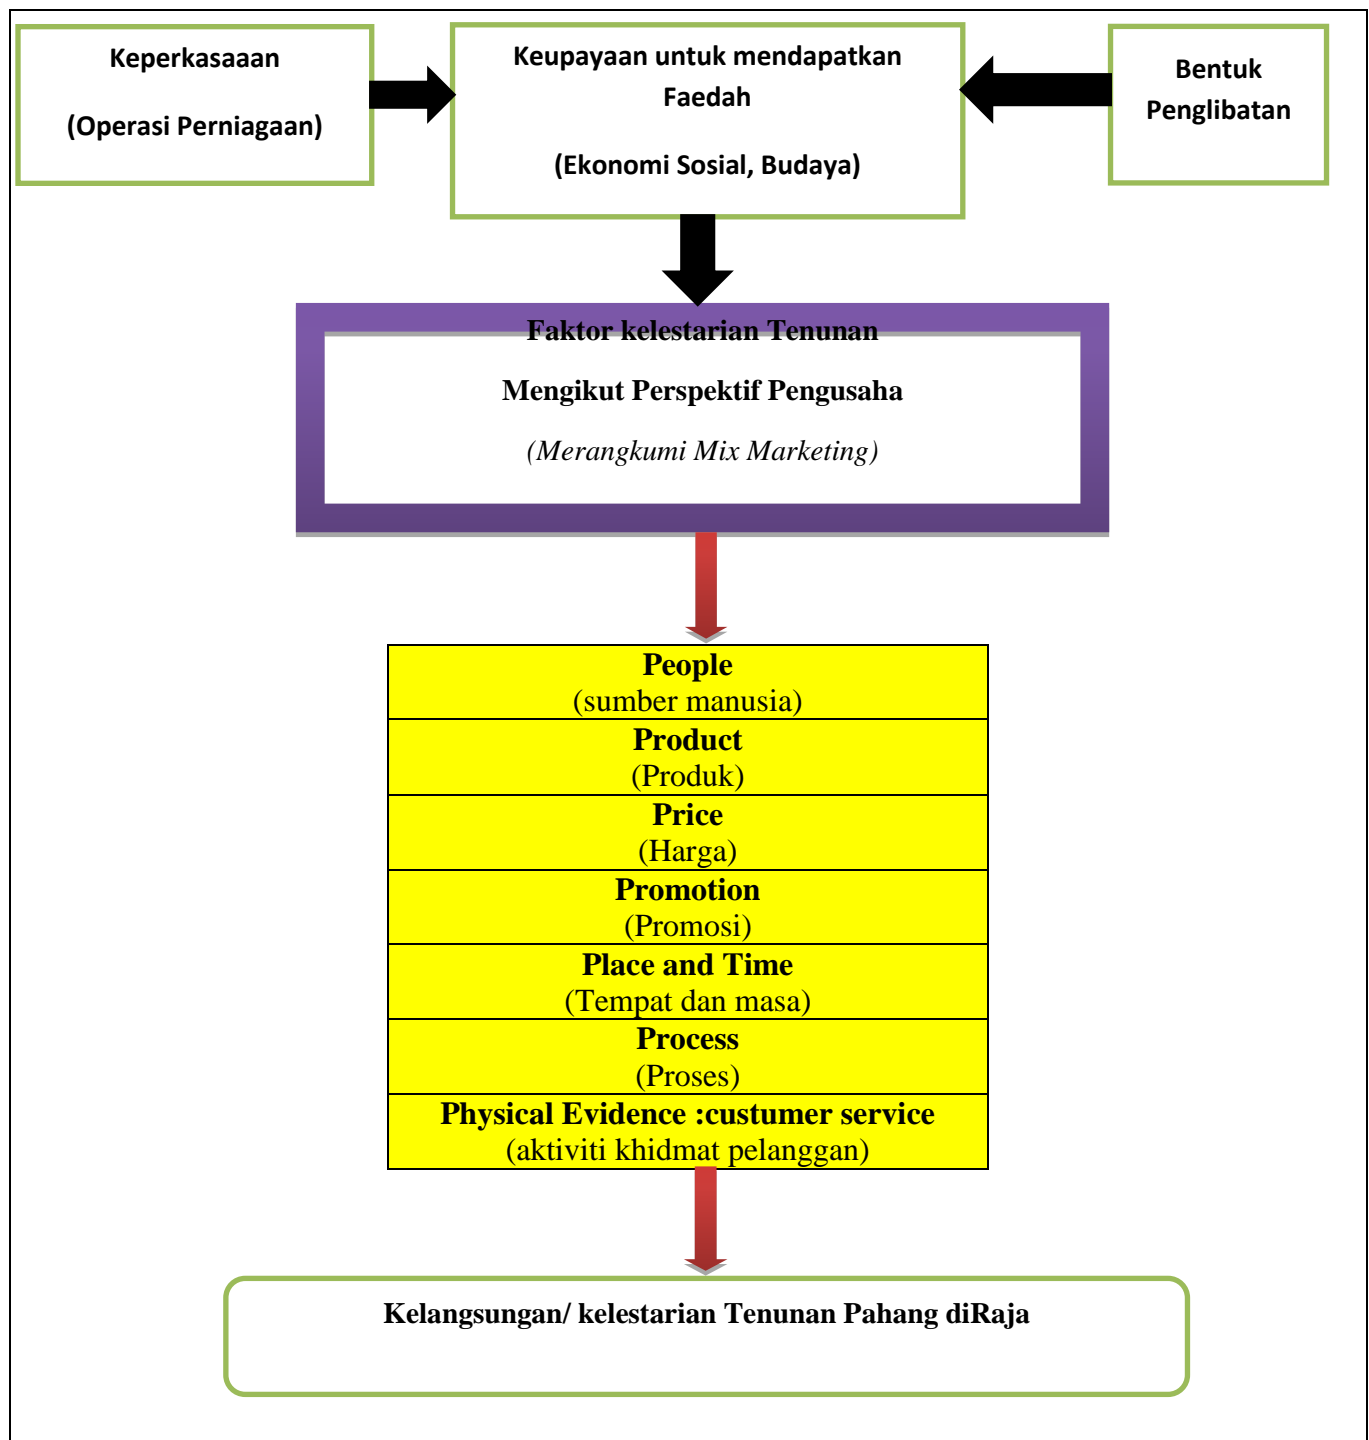 Keperkasaaan
(Operasi Perniagaan)
Keupayaan untuk mendapatkan
Faedah
(Ekonomi Sosial, Budaya)
Bentuk
Penglibatan
Faktor kelestarian Tenunan
Mengikut Perspektif Pengusaha
(Merangkumi Mix Marketing)
People
(sumber manusia)
Product
(Produk)
Price
(Harga)
Promotion
(Promosi)
Place and Time
(Tempat dan masa)
Process
(Proses)
Physical Evidence :custumer service
(aktiviti khidmat pelanggan)
Kelangsungan/ kelestarian Tenunan Pahang diRaja